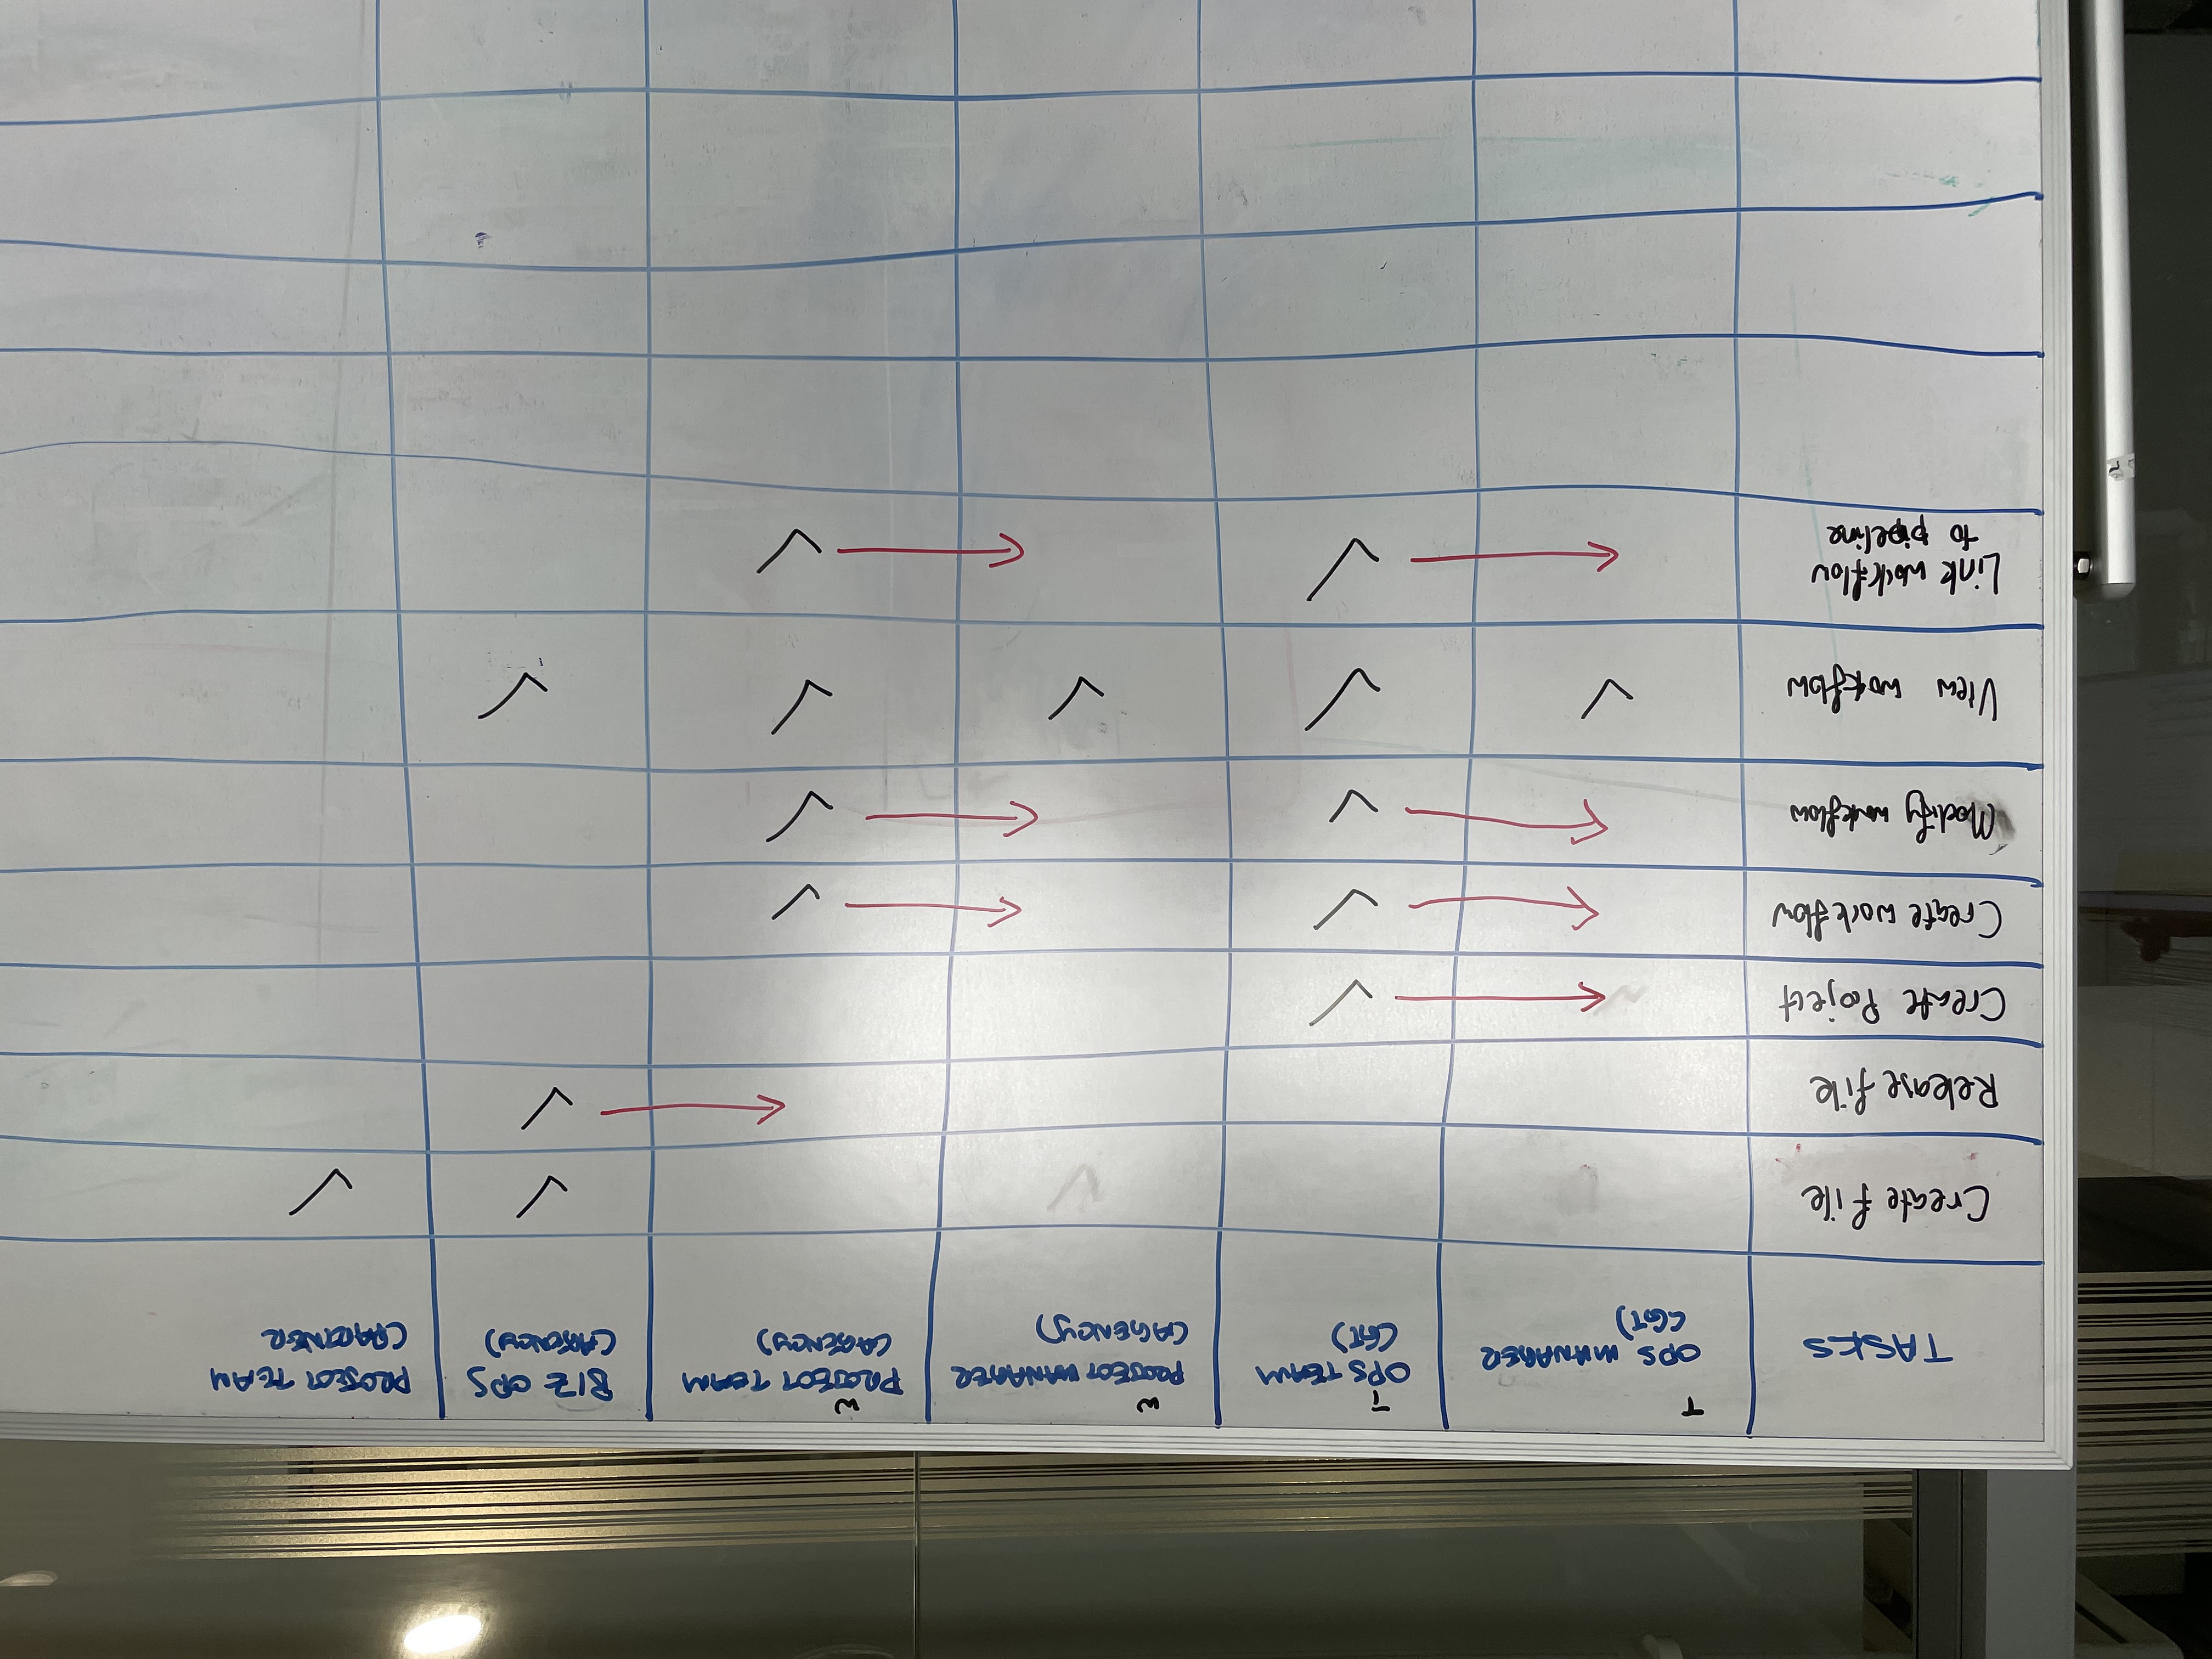 T T W W
TASKS
OPS MANAGER
(GT)
OPS TEAM
(GT)
PROJECT MANAGER
(AGENCY)
PROJECT TEAM
(AGENCY)
BIZ OPS
(AGENCY)
PROJECT TEAM
(PARTNER
Create file ✓ ✓
Release file ← ✓
Create Project ← ✓
Create workflow ← ✓ ← ✓
Modify workflow ← ✓ ← ✓
View workflow ✓ ✓ ✓ ✓ ✓
Link workflow ← ✓ ← ✓
to pipeline